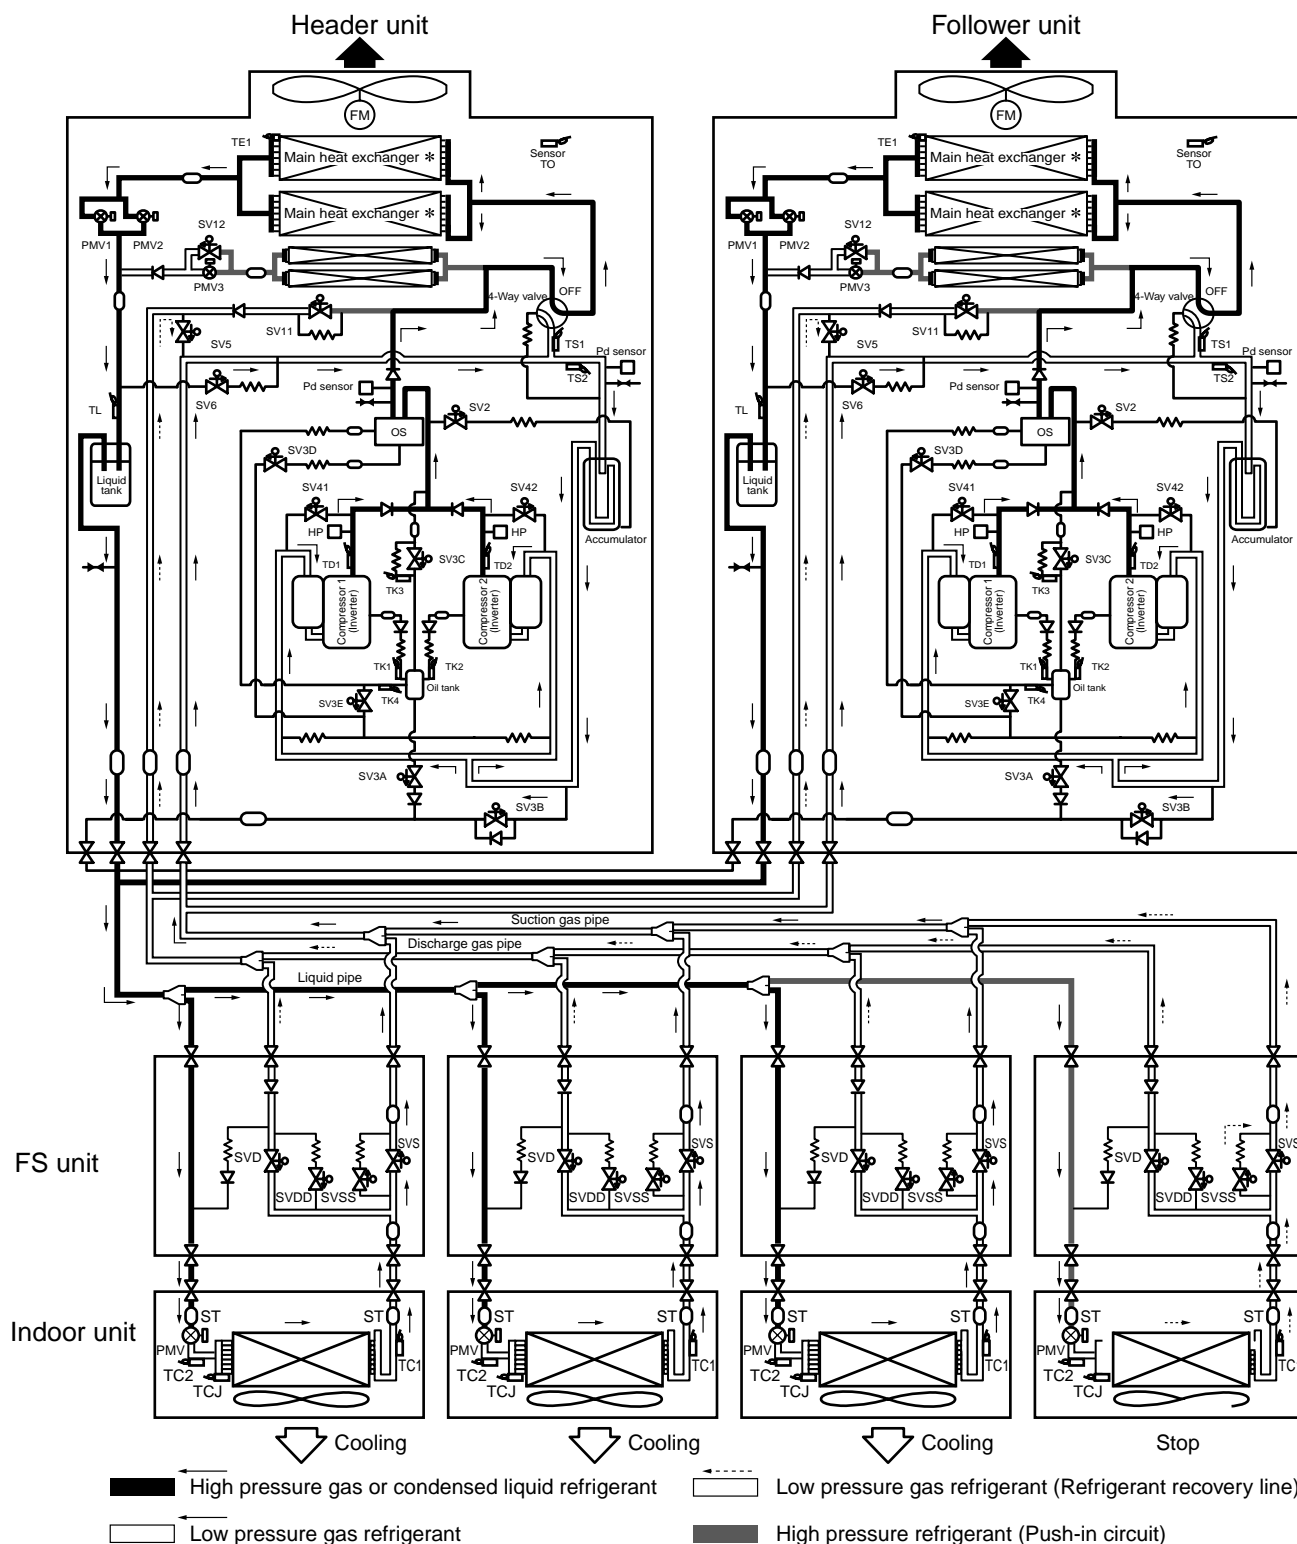 Header unit
Follower unit
FM
FM
TE1
Main heat exchanger *
Sensor
TO
Main heat exchanger *
SV12
PMV1
PMV2
PMV3
OFF
4-Way valve
SV11
SV5
TS1
Pd sensor
TS2
Pd sensor
SV6
TL
SV2
OS
SV3D
Liquid
tank
SV41
SV42
HP
HP
Accumulator
TD1
SV3C
TD2
TK3
Compressor 1
(Inverter)
Compressor 2
(Inverter)
TK1
TK2
Oil tank
TK4
SV3E
SV3A
SV3B
TE1
Main heat exchanger *
Sensor
TO
Main heat exchanger *
SV12
PMV1
PMV2
PMV3
OFF
4-Way valve
SV11
SV5
TS1
Pd sensor
TS2
Pd sensor
SV6
TL
SV2
OS
SV3D
Liquid
tank
SV41
SV42
HP
HP
Accumulator
TD1
SV3C
TD2
TK3
Compressor 1
(Inverter)
Compressor 2
(Inverter)
TK1
TK2
Oil tank
TK4
SV3E
SV3A
SV3B
Suction gas pipe
Discharge gas pipe
Liquid pipe
FS unit
SVD
SVS
SVDD
SVSS
SVD
SVS
SVDD
SVSS
SVD
SVS
SVDD
SVSS
SVD
SVS
SVDD
SVSS
Indoor unit
ST
ST
PMV
TC2
TCJ
TC1
ST
ST
PMV
TC2
TCJ
TC1
ST
ST
PMV
TC2
TCJ
TC1
ST
ST
PMV
TC2
TCJ
TC1
Cooling
Cooling
Cooling
Stop
High pressure gas or condensed liquid refrigerant
Low pressure gas refrigerant (Refrigerant recovery line)
Low pressure gas refrigerant
High pressure refrigerant (Push-in circuit)